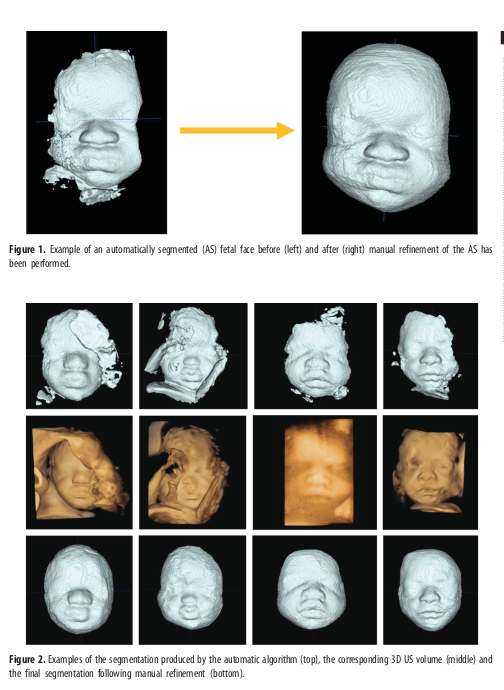 Figure 1. Example of an automatically segmented (AS) fetal face before (left) and after (right) manual refinement of the AS has
been performed.
Figure 2. Examples of the segmentation produced by the automatic algorithm (top), the corresponding 3D US volume (middle) and
the final segmentation following manual refinement (bottom).